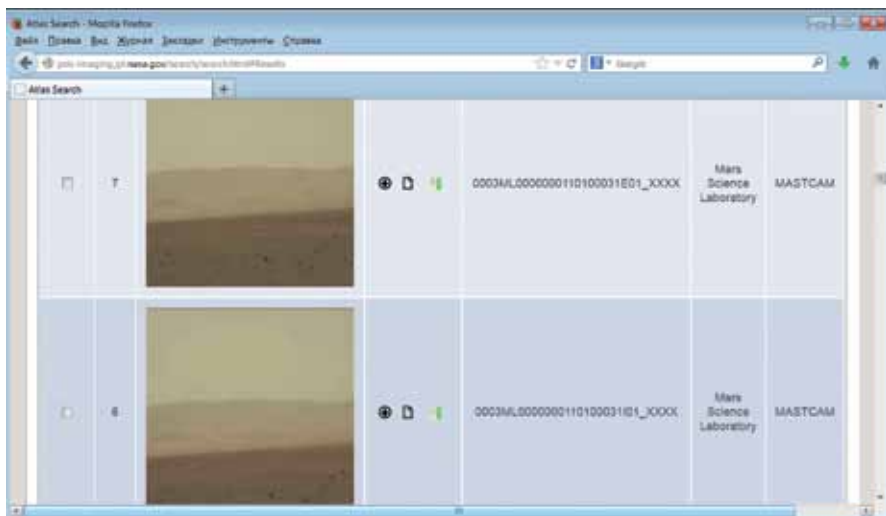 Atlas Search - Mozilla Firefox
Файл Правка Вид Журнал Закладки Инструменты Справка
Google
Atlas Search
7
0003ML0000000110100031E01_XXXX
Mars
Science
Laboratory
MASTCAM
0003ML0000000110100031I01_XXXX
Mars
Science
Laboratory
MASTCAM